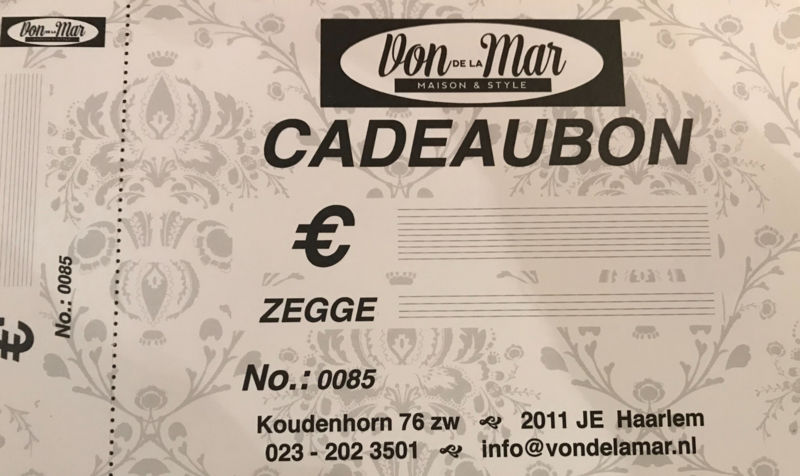 Von DE LA Mar
MAISON & STYLE
CADEAUBON
€
ZEGGE
No.: 0085
Koudenhorn 76 zw 2011 JE Haarlem
023 - 202 3501 info@vondelamar.nl
Von DE LA Mar
No.: 0085
€